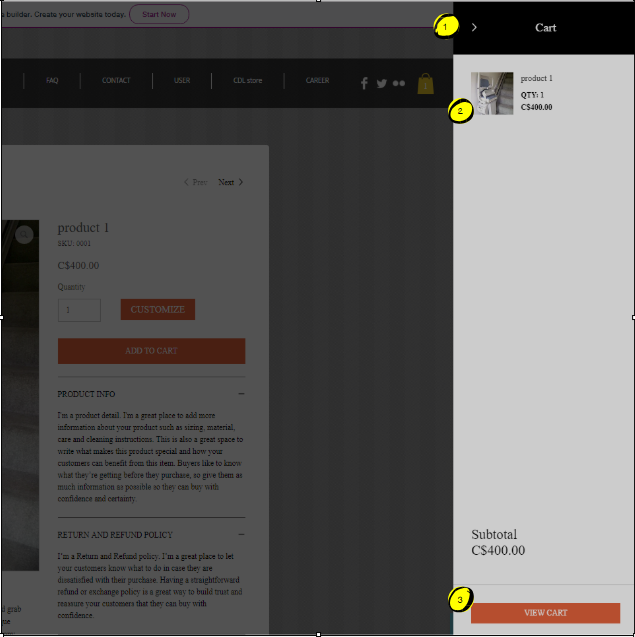 s builder. Create your website today.
Start Now
FAQ
CONTACT
USER
CDL store
CAREER
1
Prev
Next
product 1
SKU: 0001
C$400.00
Quantity
1
CUSTOMIZE
ADD TO CART
PRODUCT INFO
I'm a product detail. I'm a great place to add more
information about your product such as sizing, material,
care and cleaning instructions. This is also a great space to
write what makes this product special and how your
customers can benefit from this item. Buyers like to know
what they're getting before they purchase, so give them as
much information as possible so they can buy with
confidence and certainty.
RETURN AND REFUND POLICY
I'm a Return and Refund policy. I'm a great place to let
your customers know what to do in case they are
dissatisfied with their purchase. Having a straightforward
refund or exchange policy is a great way to build trust and
reassure your customers that they can buy with
confidence.
d grab
ne
1
Cart
product 1
QTY: 1
C$400.00
2
Subtotal
C$400.00
3
VIEW CART